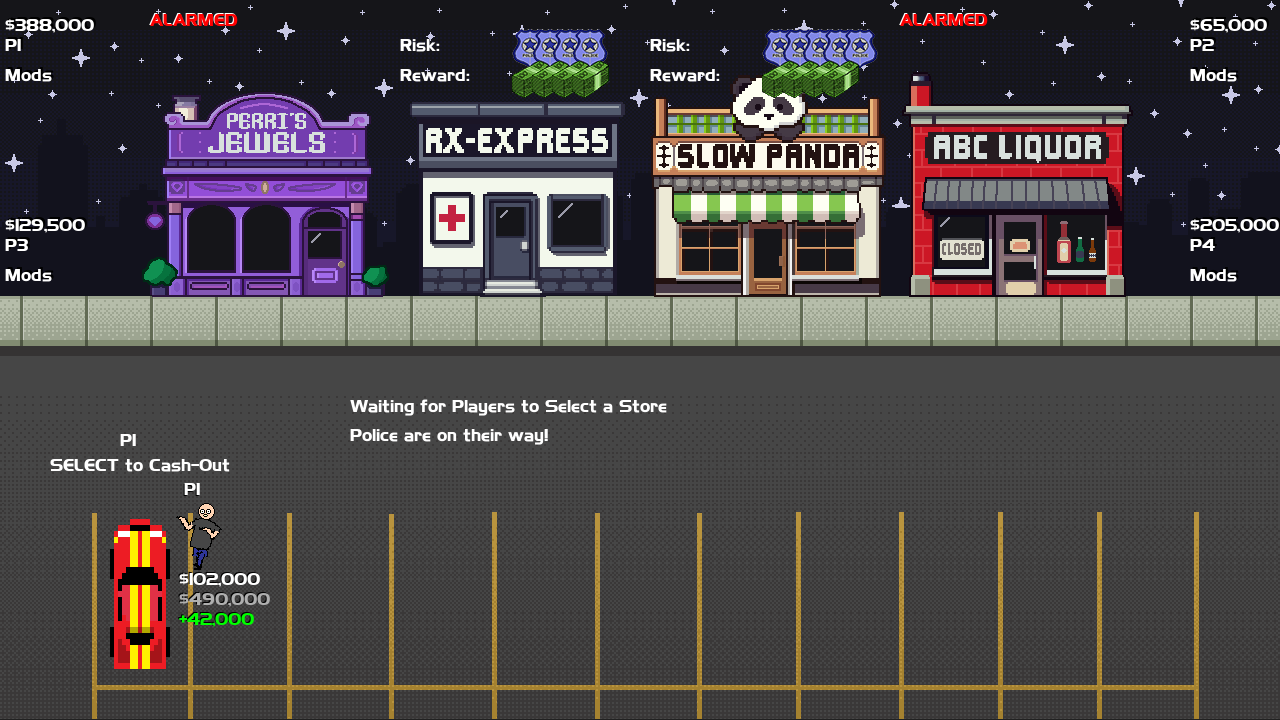 $388,000
P1
Mods
ALARMED
Risk:
Reward:
Risk:
Reward:
ALARMED
$65,000
P2
Mods
PERRI'S
JEWELS
RX-EXPRESS
SLOW PANDA
ABC LIQUOR
CLOSED
$129,500
P3
Mods
$205,000
P4
Mods
Waiting for Players to Select a Store
Police are on their way!
P1
SELECT to Cash-Out
P1
$102,000
$490,000
+42,000